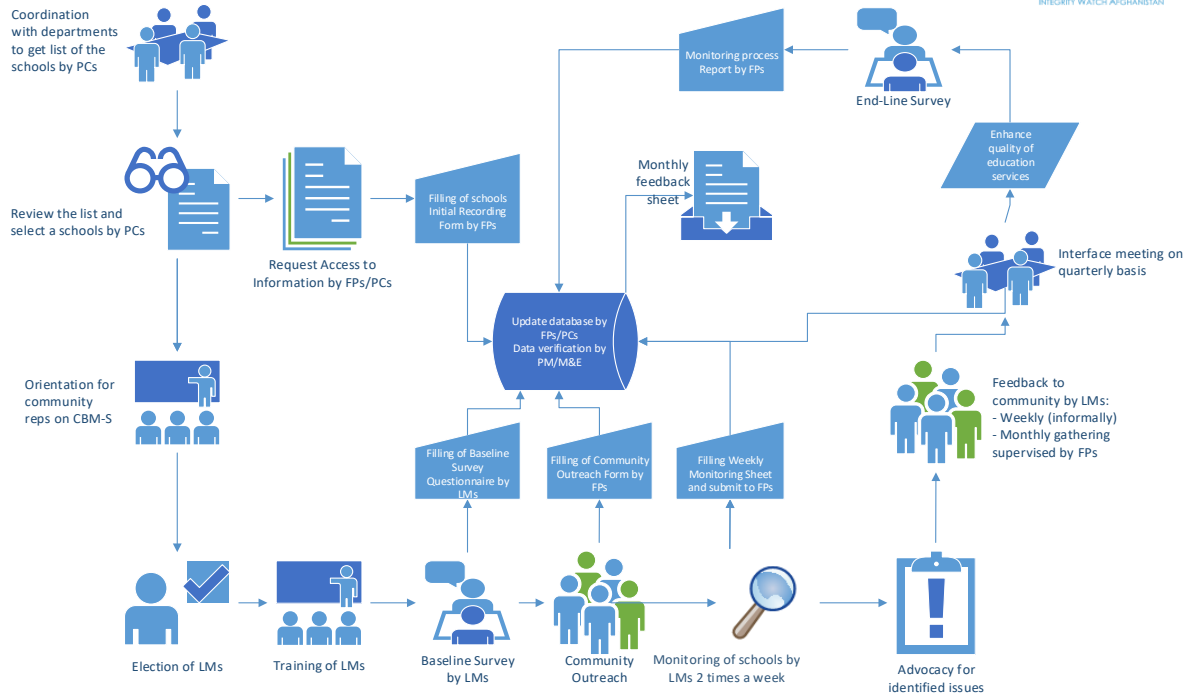 INTEGRITY WATCH AFGHANISTAN
Coordination
with departments
to get list of the
schools by PCs
Monitoring process
Report by FPs
End-Line Survey
Enhance
quality of
education
services
Monthly
feedback
sheet
Review the list and
select a schools by PCs
Filling of schools
Initial Recording
Form by FPs
Request Access to
Information by FPs/PCs
Interface meeting on
quarterly basis
Update database by
FPs/PCs
Data verification by
PM/M&E
Orientation for
community
reps on CBM-S
Feedback to
community by LMs:
- Weekly (informally)
- Monthly gathering
supervised by FPs
Filling of Baseline
Survey
Questionnaire by
LMs
Filling of Community
Outreach Form by
FPs
Filling Weekly
Monitoring Sheet
and submit to FPs
Election of LMs
Training of LMs
Baseline Survey
by LMs
Community
Outreach
Monitoring of schools by
LMs 2 times a week
Advocacy for
identified issues